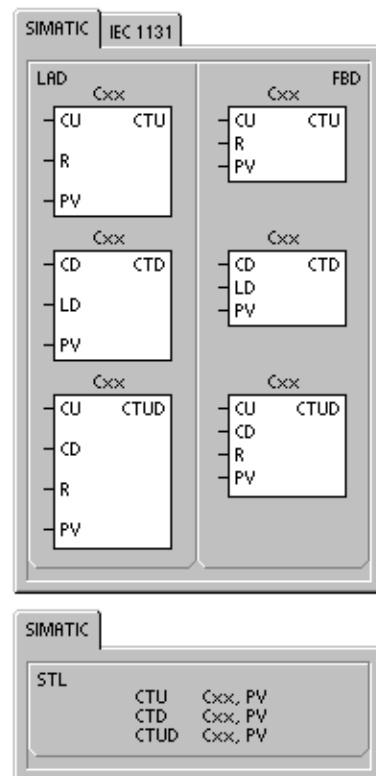 SIMATIC IEC 1131
LAD FBD
Cxx Cxx
CU CTU CU CTU
R R
PV PV
Cxx Cxx
CD CTD CD CTD
LD LD
PV PV
Cxx Cxx
CU CTUD CU CTUD
CD CD
R R
PV PV
SIMATIC
STL
CTU Cxx, PV
CTD Cxx, PV
CTUD Cxx, PV